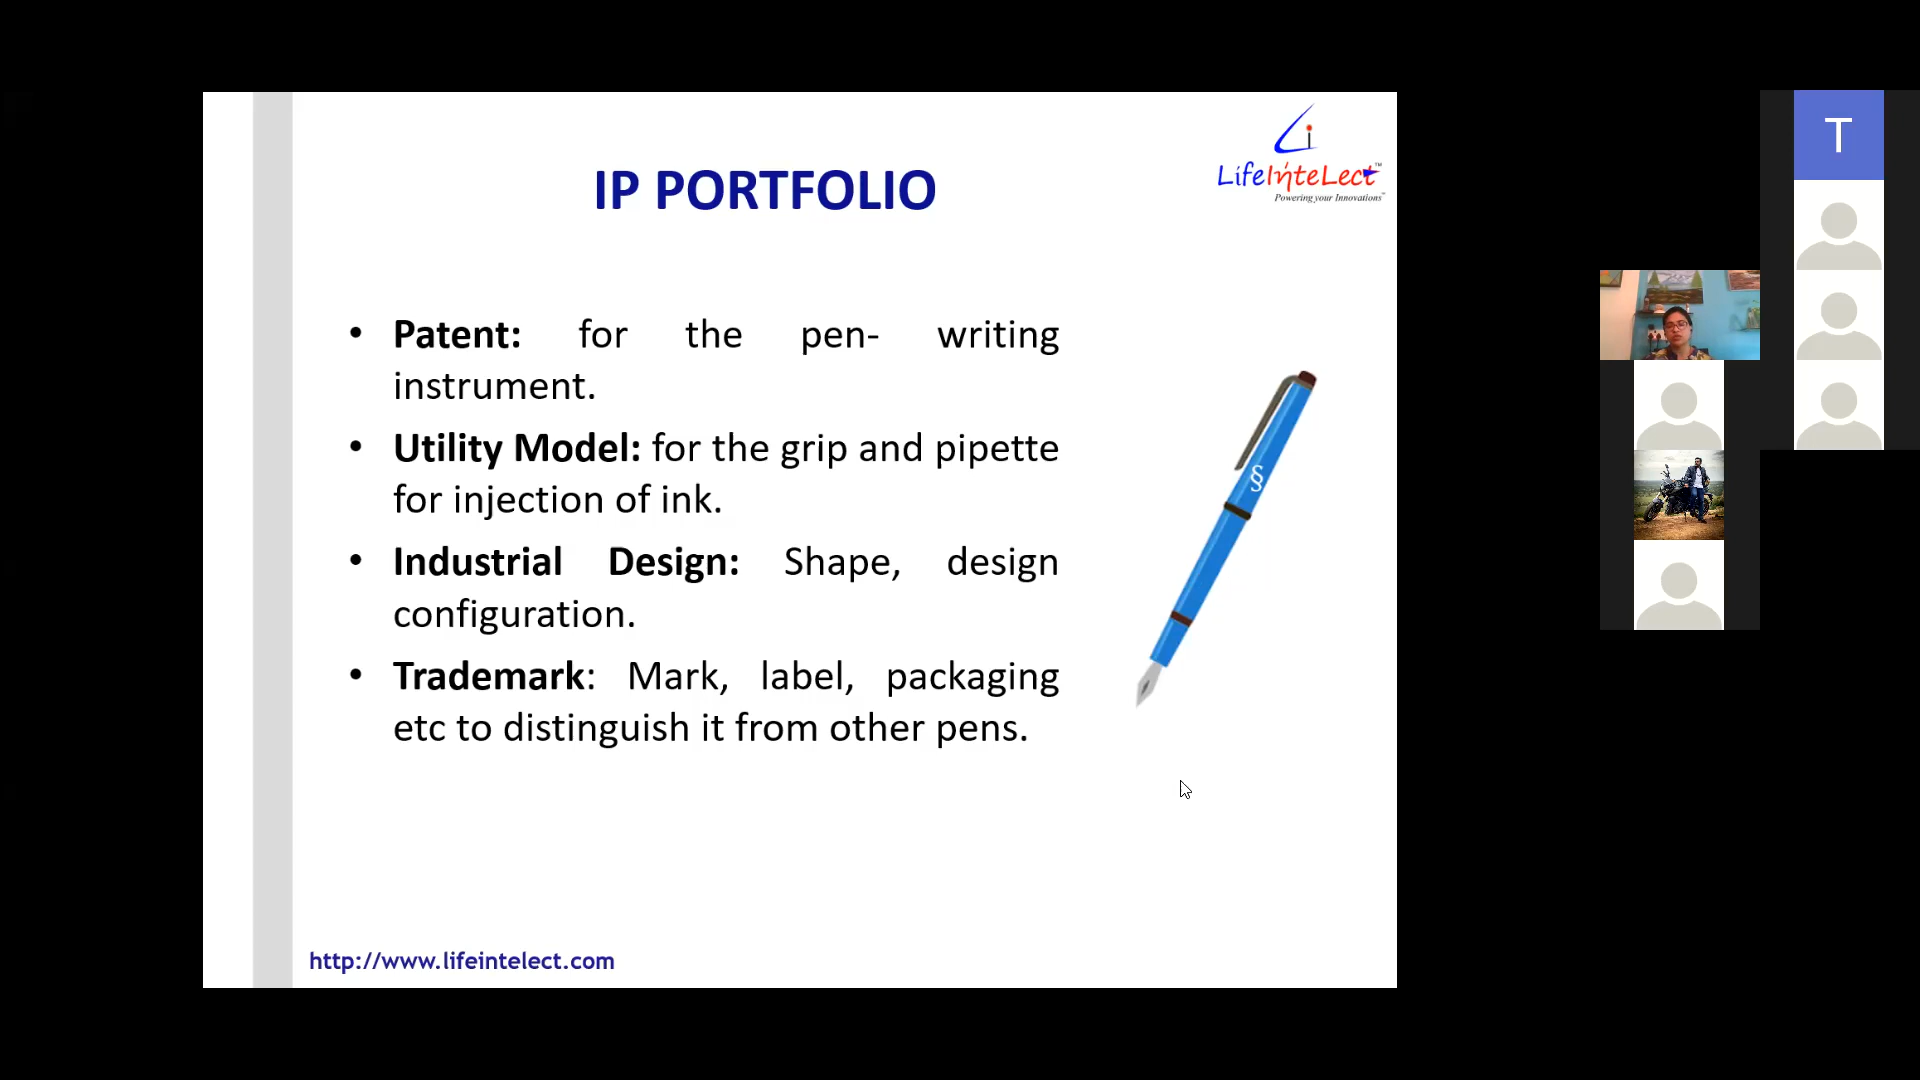 LifeInteLect™
Powering your Innovations
IP PORTFOLIO
• Patent: for the pen- writing
instrument.
• Utility Model: for the grip and pipette
for injection of ink.
• Industrial Design: Shape, design
configuration.
• Trademark: Mark, label, packaging
etc to distinguish it from other pens.
§
http://www.lifeintelect.com
T